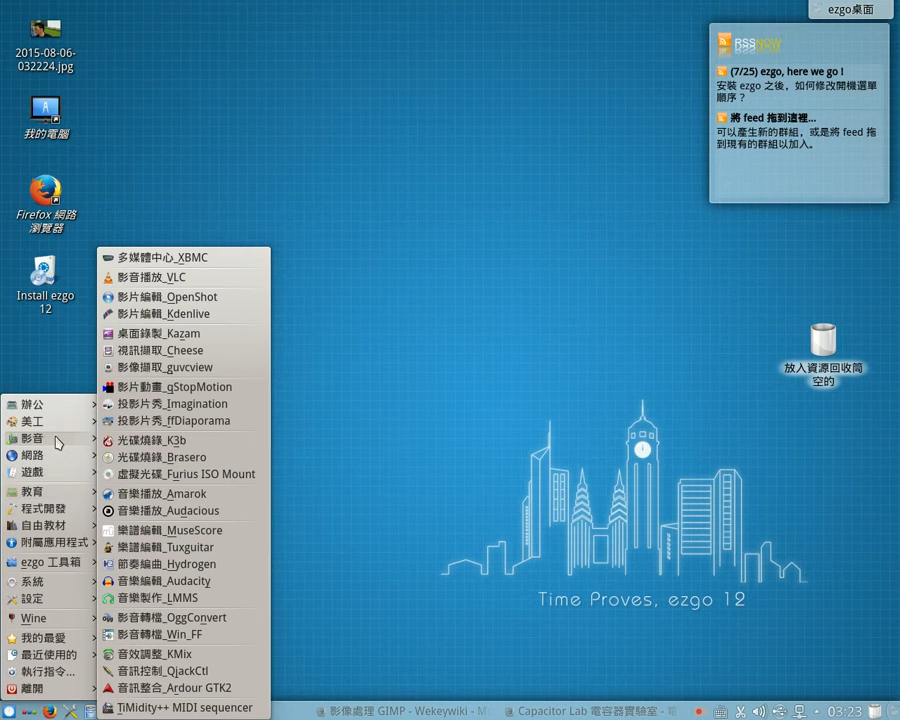 ezgo桌面
2015-08-06-
032224.jpg
我的電腦
Firefox 網路
瀏覽器
Install ezgo
12
RSSNOW
(7/25) ezgo, here we go !
安裝 ezgo 之後，如何修改開機選單
順序？
將 feed 拖到這裡...
可以產生新的群組，或是將 feed 拖
到現有的群組以加入。
放入資源回收筒
空的
多媒體中心_XBMC
影音播放_VLC
影片編輯_OpenShot
影片編輯_Kdenlive
桌面錄製_Kazam
視訊擷取_Cheese
影像擷取_guvcview
影片動畫_qStopMotion
投影片秀_Imagination
投影片秀_ffDiaporama
光碟燒錄_K3b
光碟燒錄_Brasero
虛擬光碟_Furius ISO Mount
音樂播放_Amarok
音樂播放_Audacious
樂譜編輯_MuseScore
樂譜編輯_Tuxguitar
節奏編曲_Hydrogen
音樂編輯_Audacity
音樂製作_LMMS
影音轉檔_OggConvert
影音轉檔_Win_FF
音效調整_KMix
音訊控制_QjackCtl
音訊整合_Ardour GTK2
TiMidity++ MIDI sequencer
辦公
美工
影音
網路
遊戲
教育
程式開發
自由教材
附屬應用程式
ezgo 工具箱
系統
設定
Wine
我的最愛
最近使用的
執行指令...
離開
Time Proves, ezgo 12
影像處理 GIMP - Wekeywiki - M
Capacitor Lab 電容器實驗室 - 電
03:23